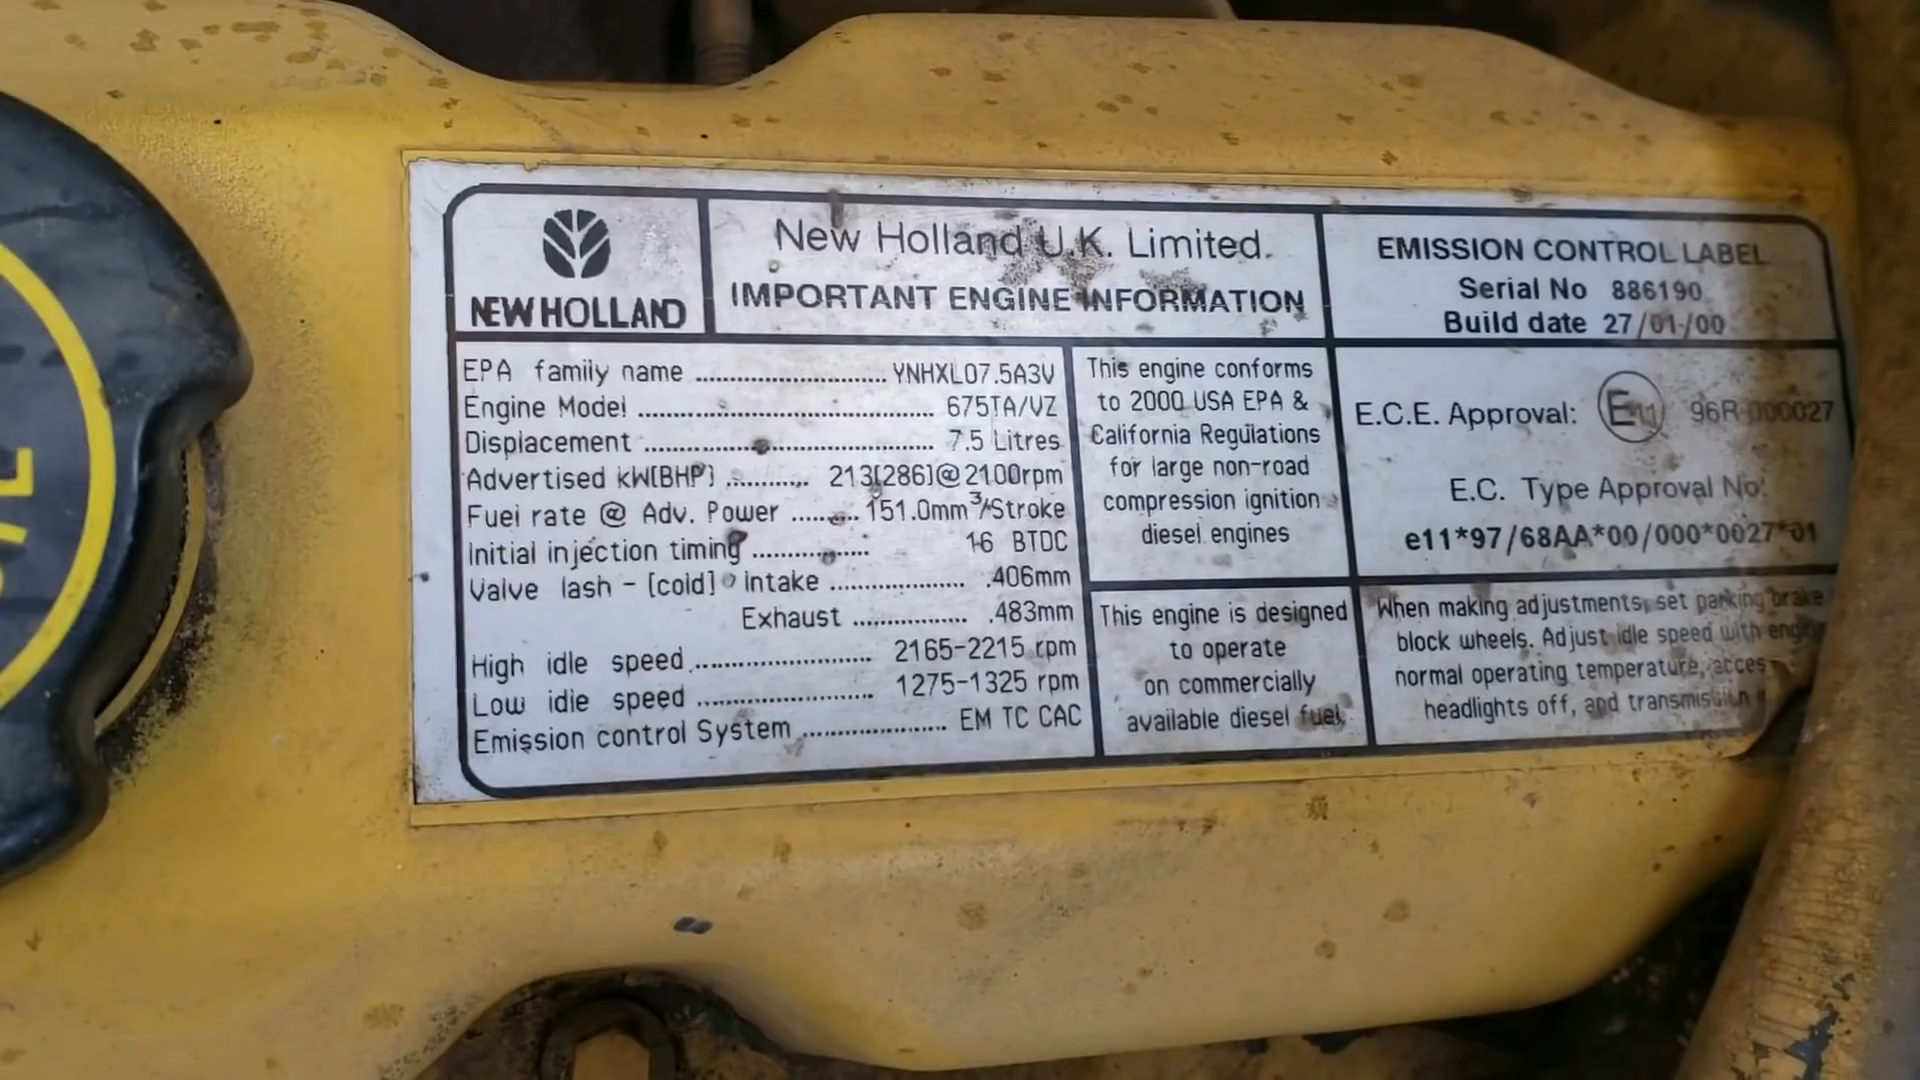 NEW HOLLAND
New Holland U.K. Limited.
IMPORTANT ENGINE INFORMATION
EMISSION CONTROL LABEL
Serial No 886190
Build date 27/01/00
EPA family name .......................... YNHXL07.5A3V
Engine Model ........................................ 675TA/VZ
Displacement ....................................... 7.5 Litres
Advertised kW[BHP] ........... 213[286]@2100rpm
Fuel rate @ Adv. Power ......... 151.0mm³/Stroke
Initial injection timing ................ 16 BTDC
Valve lash - [cold] intake .................... .406mm
Exhaust ................. .483mm
High idle speed ......................... 2165-2215 rpm
Low idle speed ......................... 1275-1325 rpm
Emission control System ..................... EM TC CAC
This engine conforms
to 2000 USA EPA &
California Regulations
for large non-road
compression ignition
diesel engines
This engine is designed
to operate
on commercially
available diesel fuel
E.C.E. Approval: E11 96R-000027
E.C. Type Approval No:
e11*97/68AA*00/000*0027*01
When making adjustments, set parking brake
block wheels. Adjust idle speed with
normal operating temperature,
headlights off, and transmission